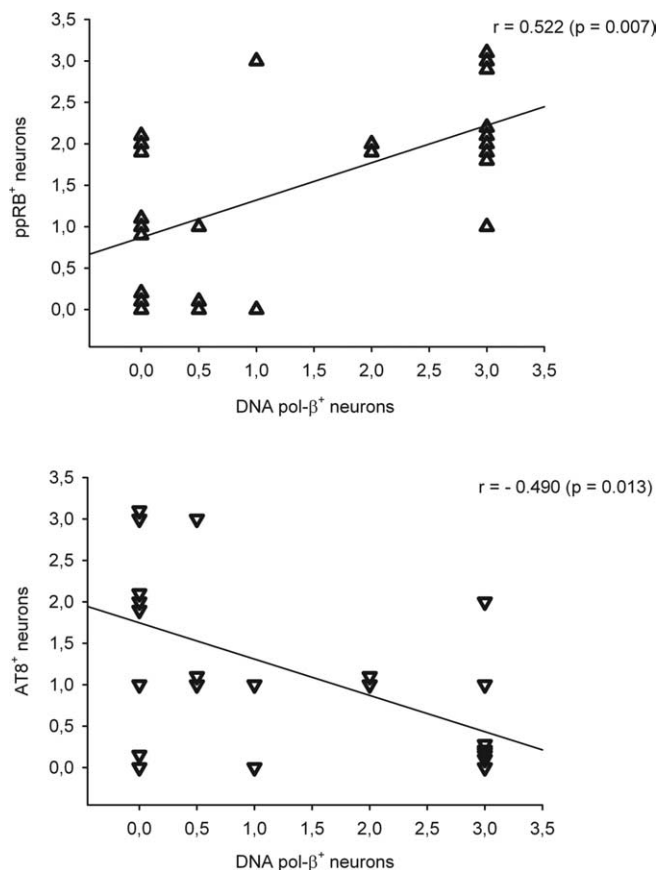 r = 0.522 (p = 0.007)
3,5
3,0
2,5
2,0
1,5
1,0
0,5
0,0
ppRB⁺ neurons
0,0 0,5 1,0 1,5 2,0 2,5 3,0 3,5
DNA pol-β⁺ neurons
r = - 0.490 (p = 0.013)
3,5
3,0
2,5
2,0
1,5
1,0
0,5
0,0
AT8⁺ neurons
0,0 0,5 1,0 1,5 2,0 2,5 3,0 3,5
DNA pol-β⁺ neurons